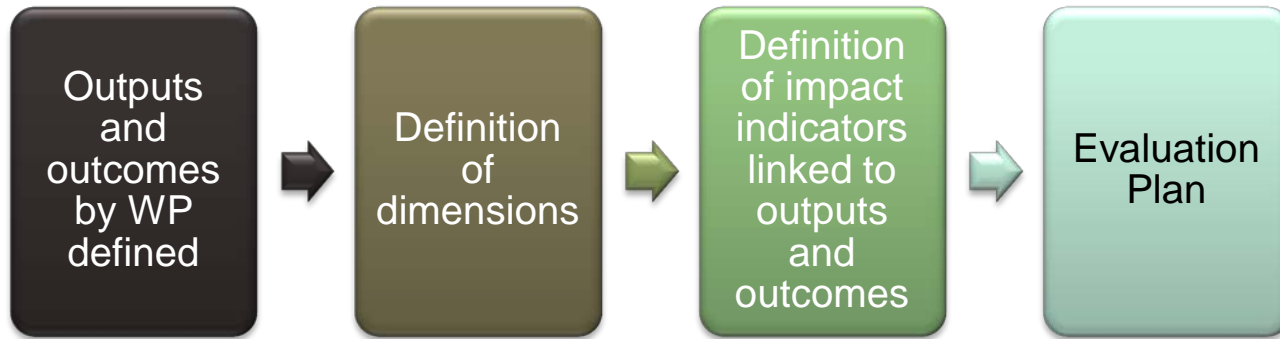 Outputs
and
outcomes
by WP
defined
Definition
of
dimensions
Definition
of impact
indicators
linked to
outputs
and
outcomes
Evaluation
Plan